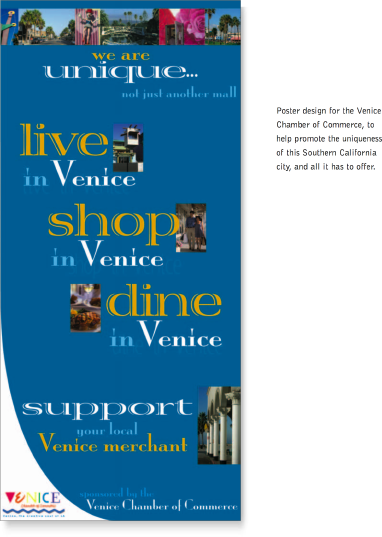 we are
unique...
not just another mall
live
in Venice
shop
in Venice
dine
in Venice
support
your local
Venice merchant
sponsored by the
Venice Chamber of Commerce
VENICE
Poster design for the Venice
Chamber of Commerce, to
help promote the uniqueness
of this Southern California
city, and all it has to offer.